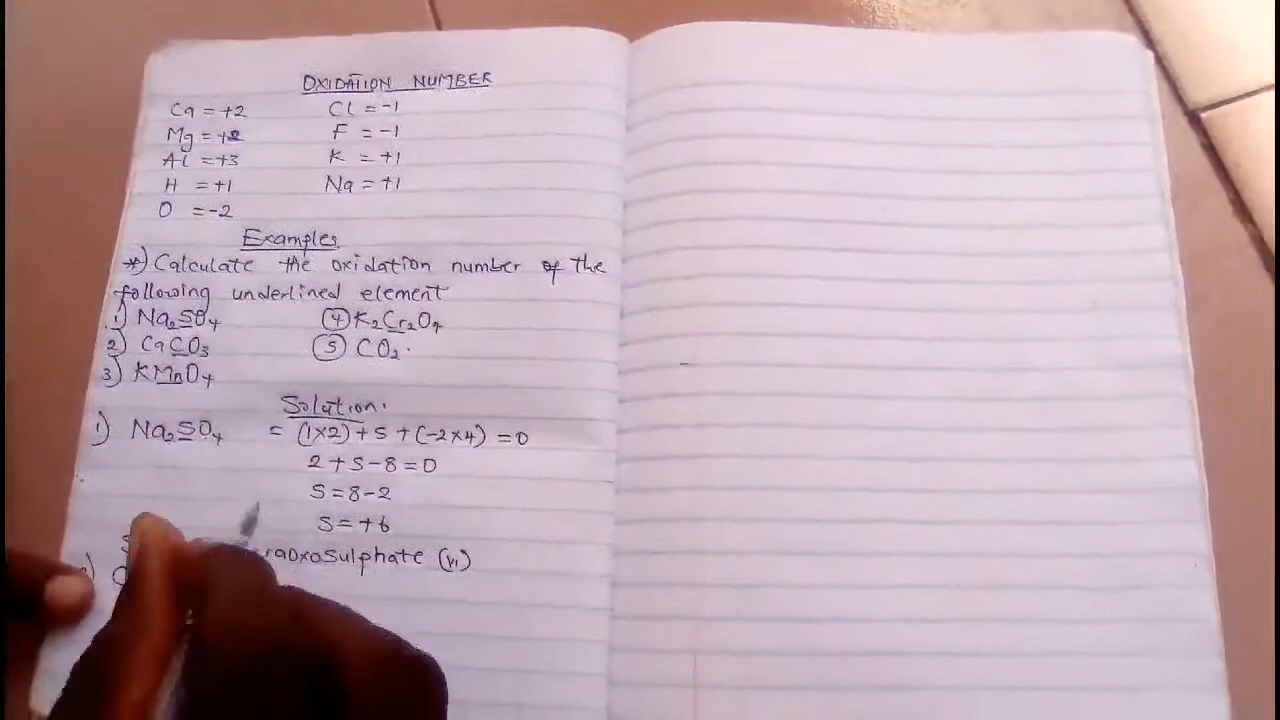 OXIDATION NUMBER
Ca = +2 Cl = -1
Mg = +2 F = -1
Al = +3 K = +1
H = +1 Na = +1
O = -2
Examples
*) Calculate the oxidation number of the
following underlined element
1) Na₂SO₄ ④ K₂Cr₂O₇
2) CaCO₃ ⑤ CO₂.
3) KMnO₄
Solution.
1) Na₂SO₄ = (1×2) + S + (-2×4) = 0
2 + S - 8 = 0
S = 8 - 2
S = +6
(vi)